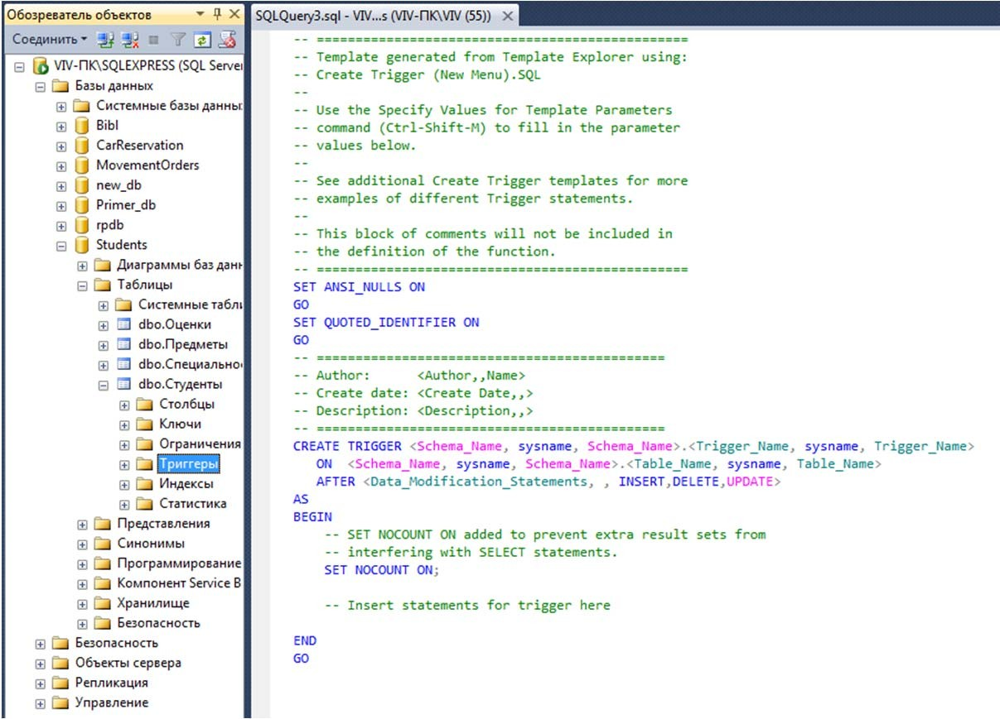 Обозреватель объектов
Соединить
VIV-ПК\SQLEXPRESS (SQL Server
Базы данных
Системные базы данны
Bibl
CarReservation
MovementOrders
new_db
Primer_db
rpdb
Students
Диаграммы баз данн
Таблицы
Системные табли
dbo.Оценки
dbo.Предметы
dbo.Специально
dbo.Студенты
Столбцы
Ключи
Ограничения
Триггеры
Индексы
Статистика
Представления
Синонимы
Программирование
Компонент Service B
Хранилище
Безопасность
Безопасность
Объекты сервера
Репликация
Управление
SQLQuery3.sql - VIV...s (VIV-ПК\VIV (55))
-- ================================================
-- Template generated from Template Explorer using:
-- Create Trigger (New Menu).SQL
--
-- Use the Specify Values for Template Parameters
-- command (Ctrl-Shift-M) to fill in the parameter
-- values below.
--
-- See additional Create Trigger templates for more
-- examples of different Trigger statements.
--
-- This block of comments will not be included in
-- the definition of the function.
-- ================================================
SET ANSI_NULLS ON
GO
SET QUOTED_IDENTIFIER ON
GO
-- =============================================
-- Author:      <Author,,Name>
-- Create date: <Create Date,,>
-- Description: <Description,,>
-- =============================================
CREATE TRIGGER <Schema_Name, sysname, Schema_Name>.<Trigger_Name, sysname, Trigger_Name>
   ON  <Schema_Name, sysname, Schema_Name>.<Table_Name, sysname, Table_Name>
   AFTER <Data_Modification_Statements, , INSERT,DELETE,UPDATE>
AS
BEGIN
    -- SET NOCOUNT ON added to prevent extra result sets from
    -- interfering with SELECT statements.
    SET NOCOUNT ON;
    -- Insert statements for trigger here
END
GO